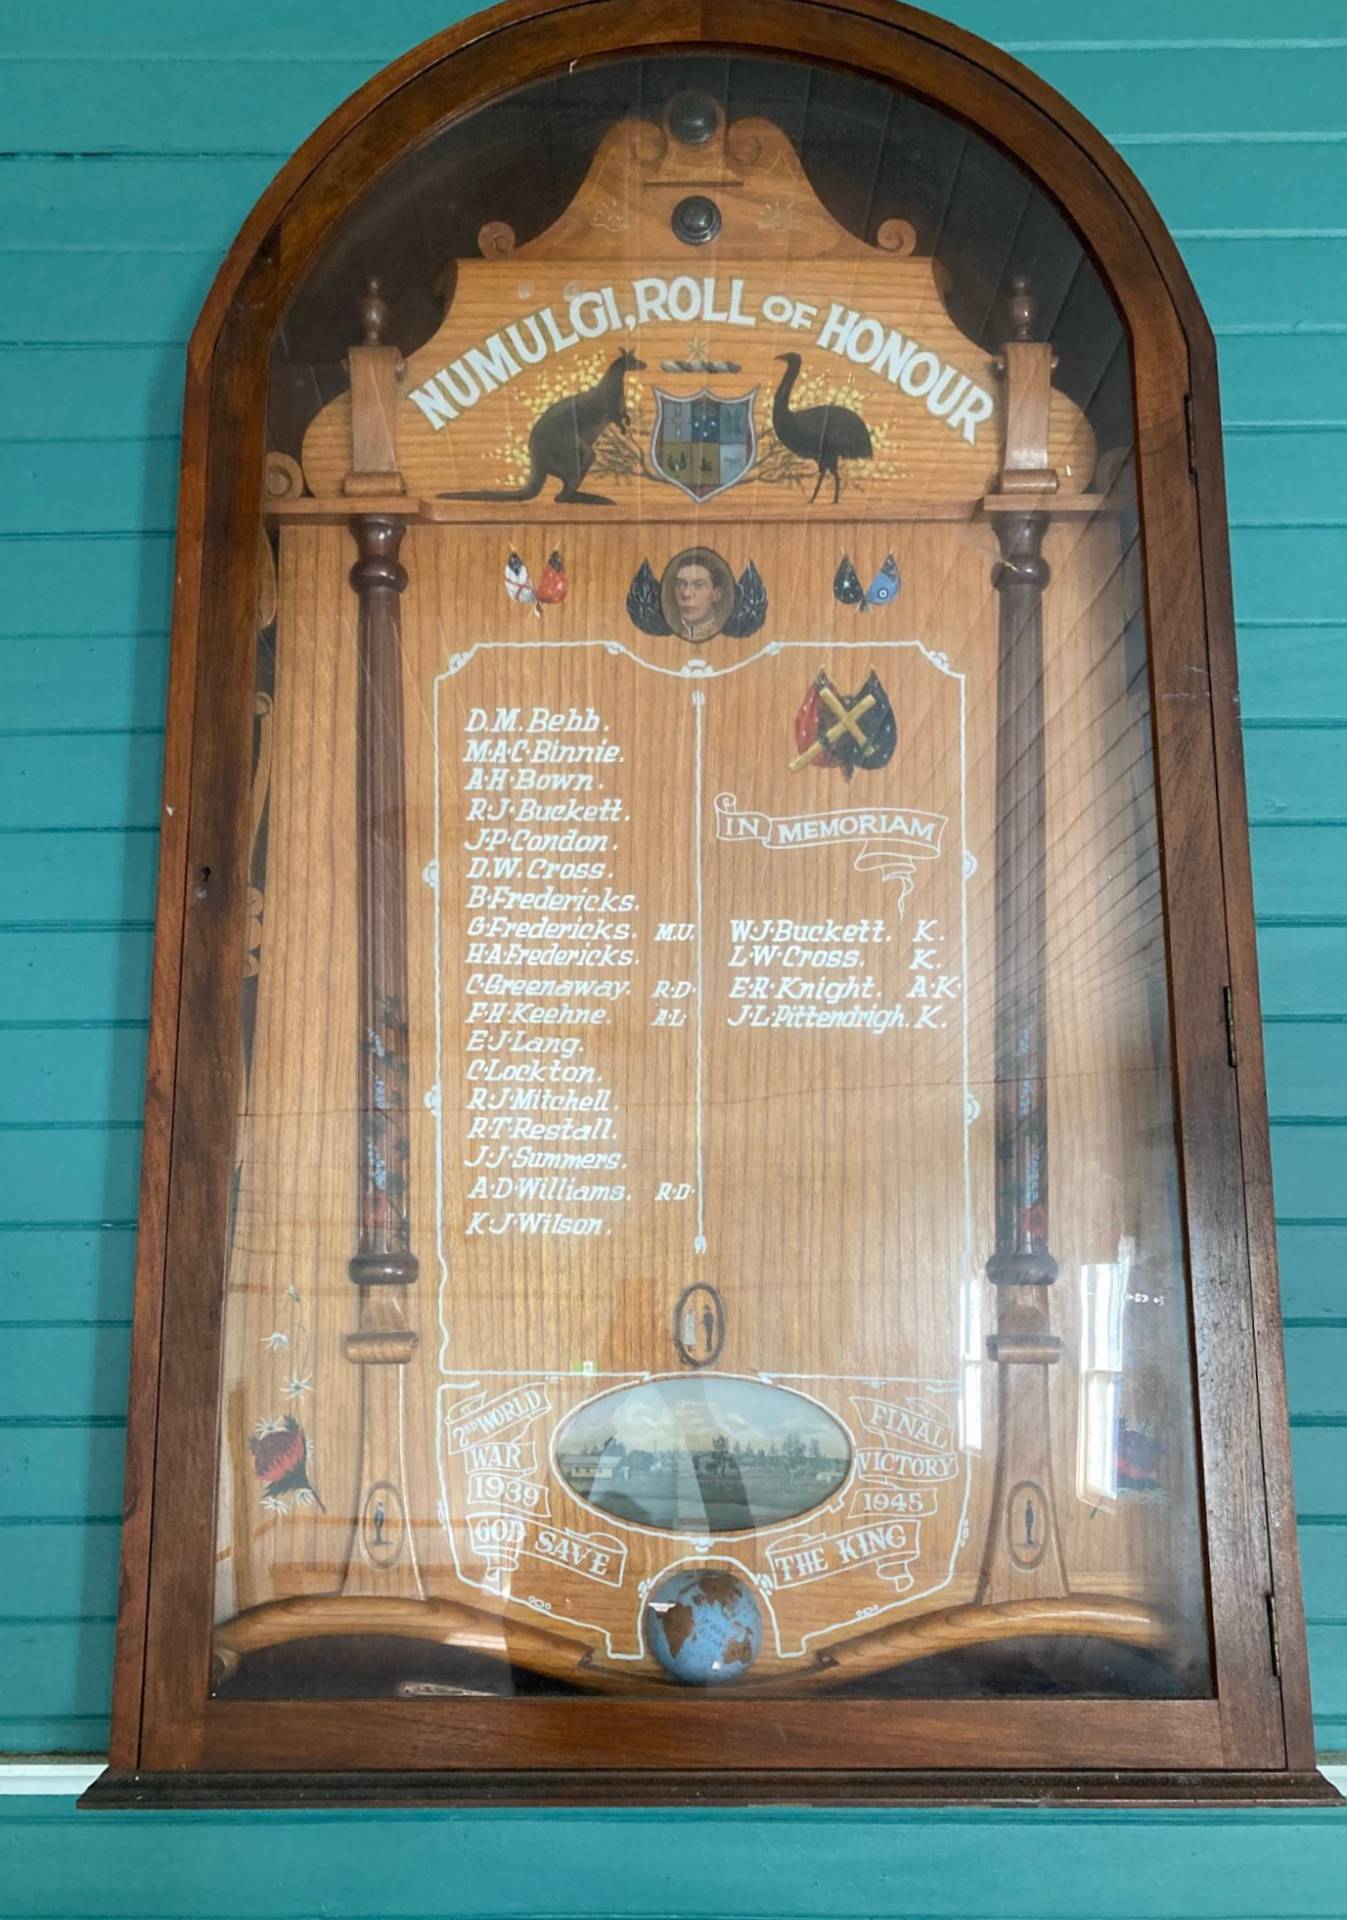 NUMULGI, ROLL OF HONOUR
D.M. Bebb.
M.A.C. Binnie.
A.H. Bown.
R.J. Buckett.
J.P. Condon.
D.W. Cross.
B. Fredericks.
G. Fredericks. M.U.
H.A. Fredericks.
C. Greenaway. R.D.
F.H. Keehne. A.L.
E.J. Lang.
C. Lockton.
R.J. Mitchell.
R.T. Restall.
J.J. Summers.
A.D. Williams. R.D.
K.J. Wilson.
IN MEMORIAM
W.J. Buckett. K.
L.W. Cross. K.
E.R. Knight. A.K.
J.L. Pittendrigh. K.
2ND WORLD
WAR
1939
GOD SAVE
FINAL
VICTORY
1945
THE KING